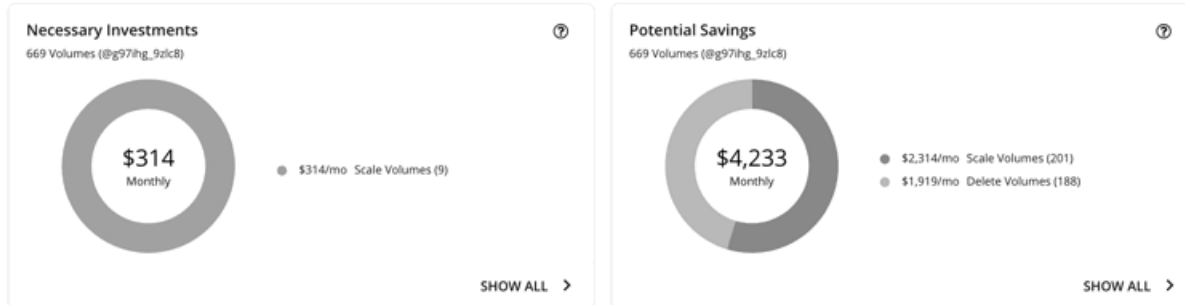 Necessary Investments
669 Volumes (@g97ihg_9zlc8)
$314
Monthly
$314/mo Scale Volumes (9)
SHOW ALL
Potential Savings
669 Volumes (@g97ihg_9zlc8)
$4,233
Monthly
$2,314/mo Scale Volumes (201)
$1,919/mo Delete Volumes (188)
SHOW ALL